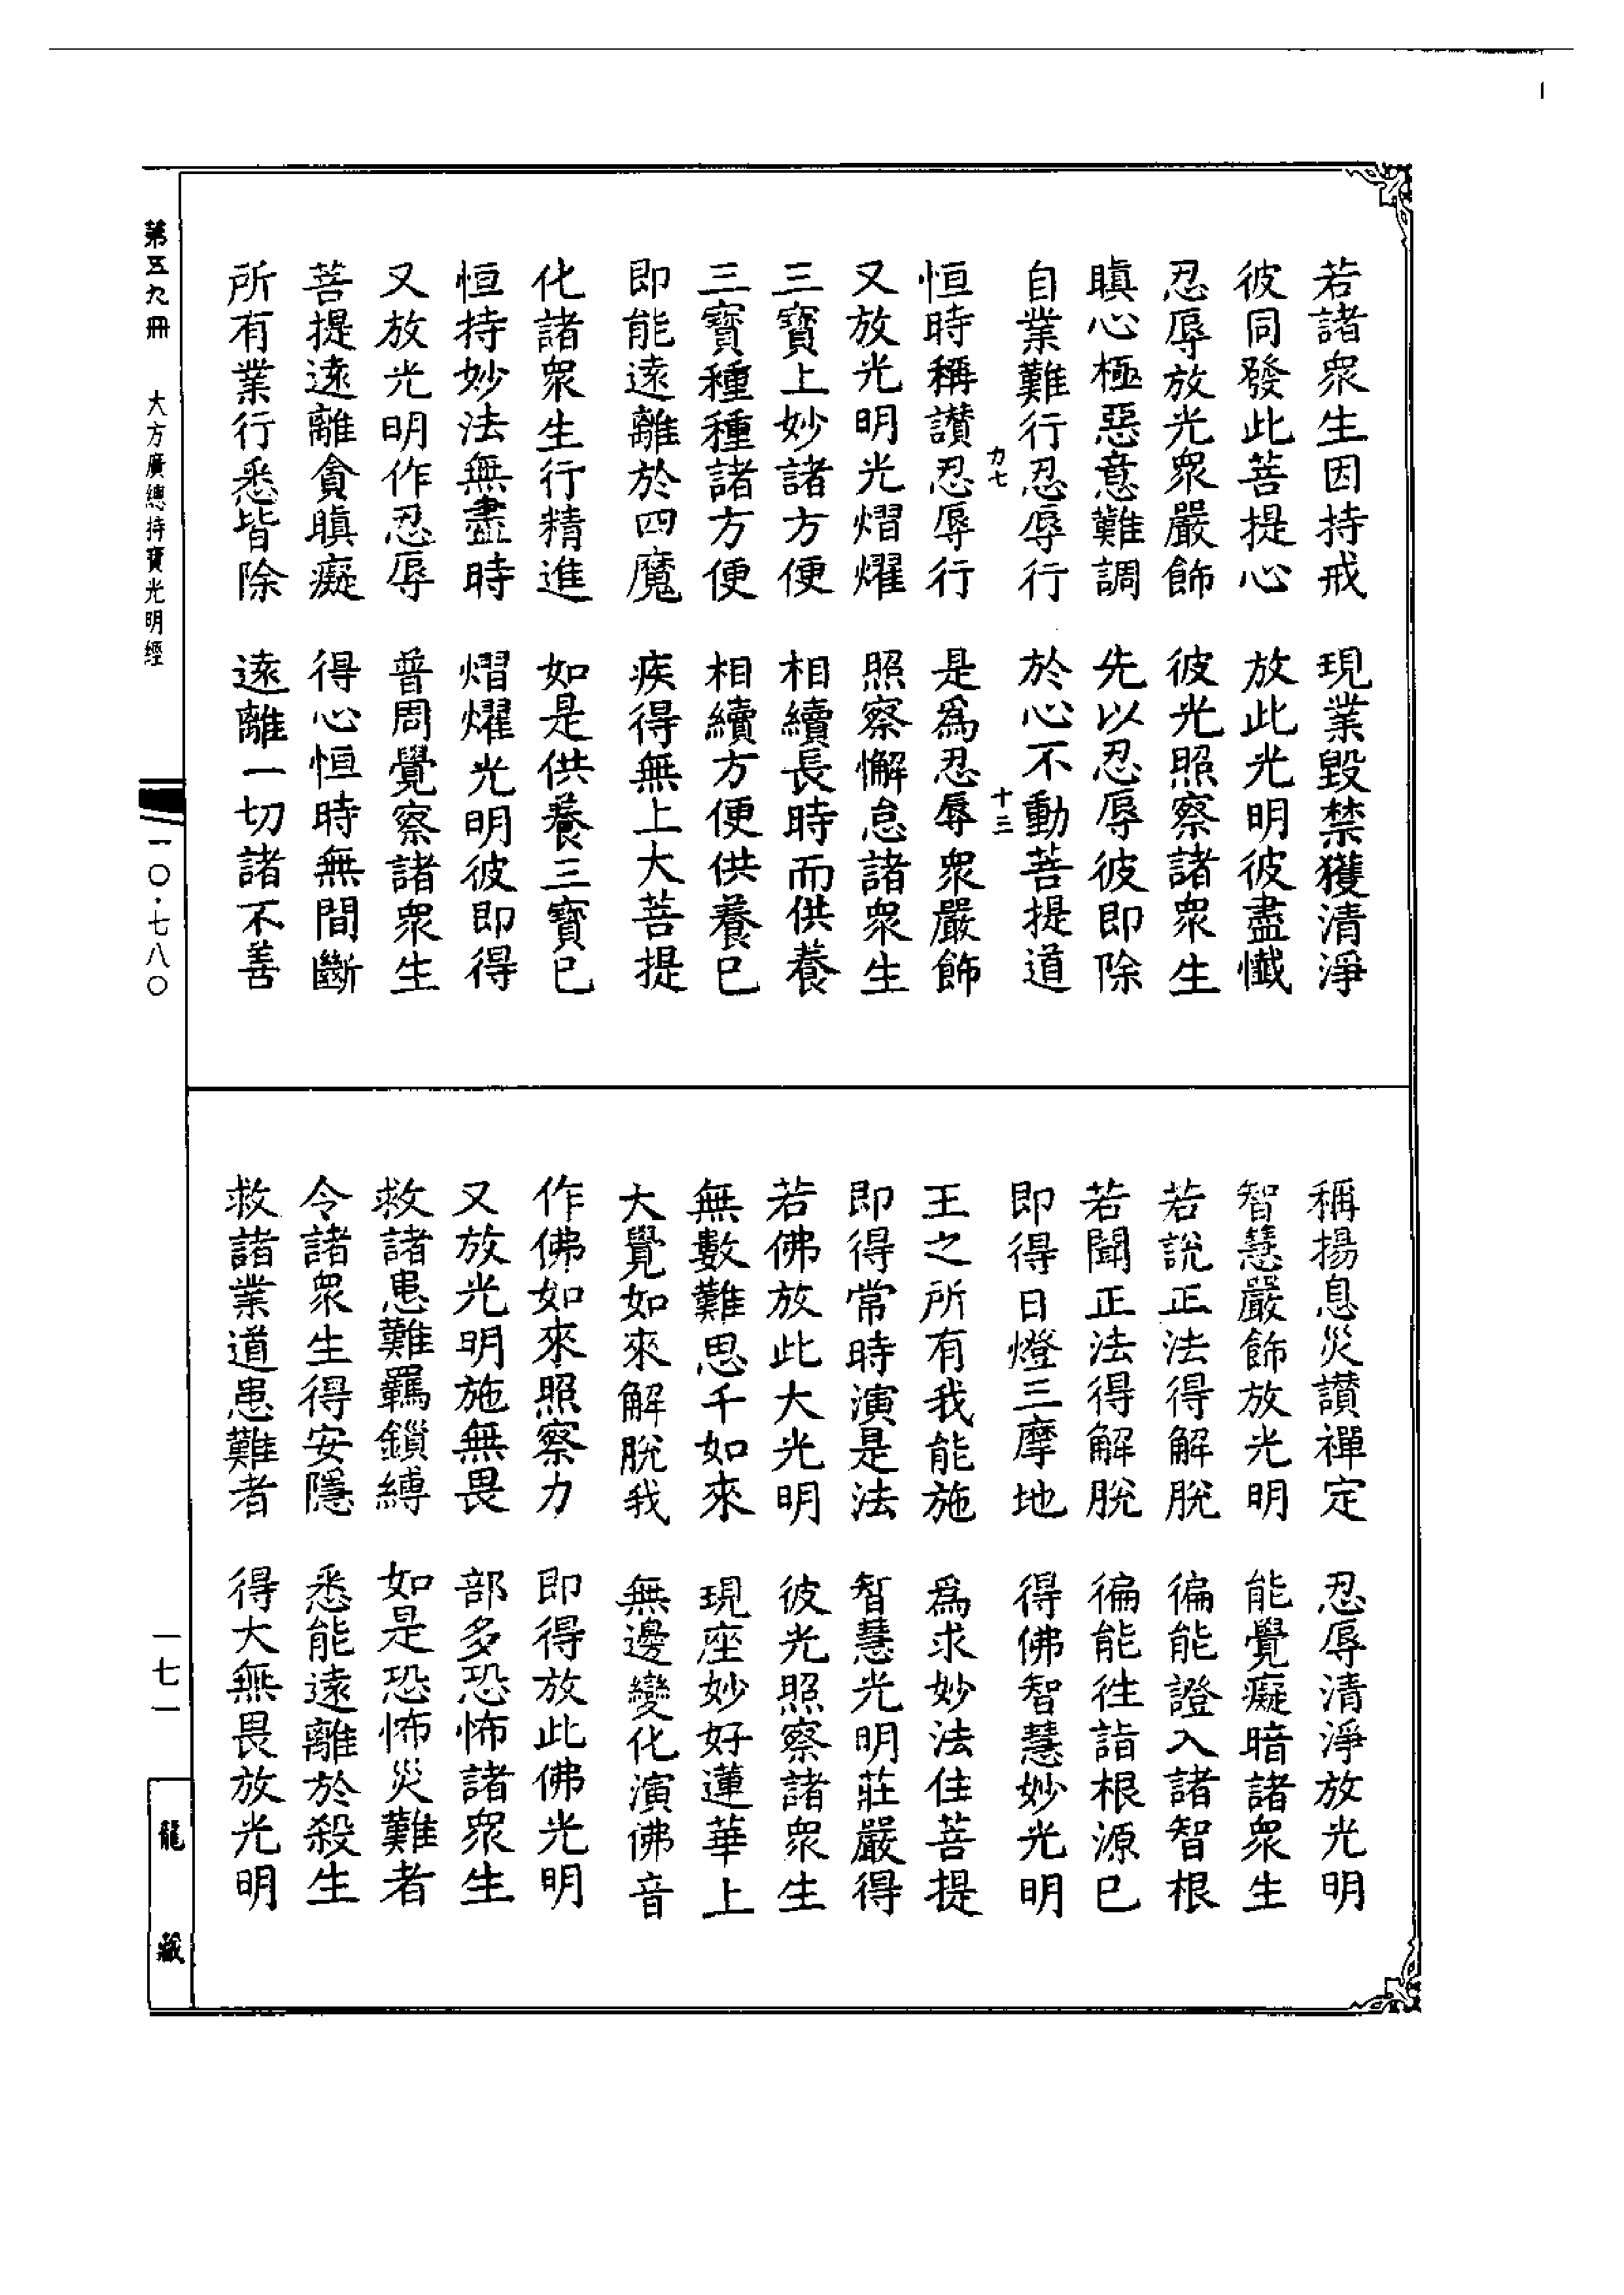 若諸衆生因持戒　現業毀禁獲清淨
彼同發此菩提心　放此光明彼盡懺
忍辱放光衆嚴飾　彼光照察諸衆生
瞋心極惡意難調　先以忍辱彼即除
自業難行忍辱行　於心不動菩提道
力七　十三
恒時稱讚忍辱行　是爲忍辱衆嚴飾
又放光明光熠燿　照察懈怠諸衆生
三寶上妙諸方便　相續長時而供養
三寶種種諸方便　相續方便供養已
即能遠離於四魔　疾得無上大菩提
化諸衆生行精進　如是供養三寶已
恒持妙法無盡時　熠燿光明彼即得
又放光明作忍辱　普周覺察諸衆生
菩提遠離貪瞋癡　得心恒時無間斷
所有業行悉皆除　遠離一切諸不善
稱揚息災讃禪定　忍辱清淨放光明
智慧嚴飾放光明　能覺癡暗諸衆生
若說正法得解脫　徧能證入諸智根
若聞正法得解脫　徧能徃詣根源已
即得日燈三摩地　得佛智慧妙光明
王之所有我能施　爲求妙法住菩提
即得常時演是法　智慧光明莊嚴得
若佛放此大光明　彼光照察諸衆生
無數難思千如來　現座妙好蓮華上
大覺如來解脫我　無邊變化演佛音
作佛如來照察力　即得放此佛光明
又放光明施無畏　部多恐怖諸衆生
救諸患難羈鎖縛　如是恐怖災難者
令諸衆生得安隱　悉能遠離於殺生
救諸業道患難者　得大無畏放光明
第五九冊　大方廣總持寶光明經　一〇·七八〇　一七一　龍藏